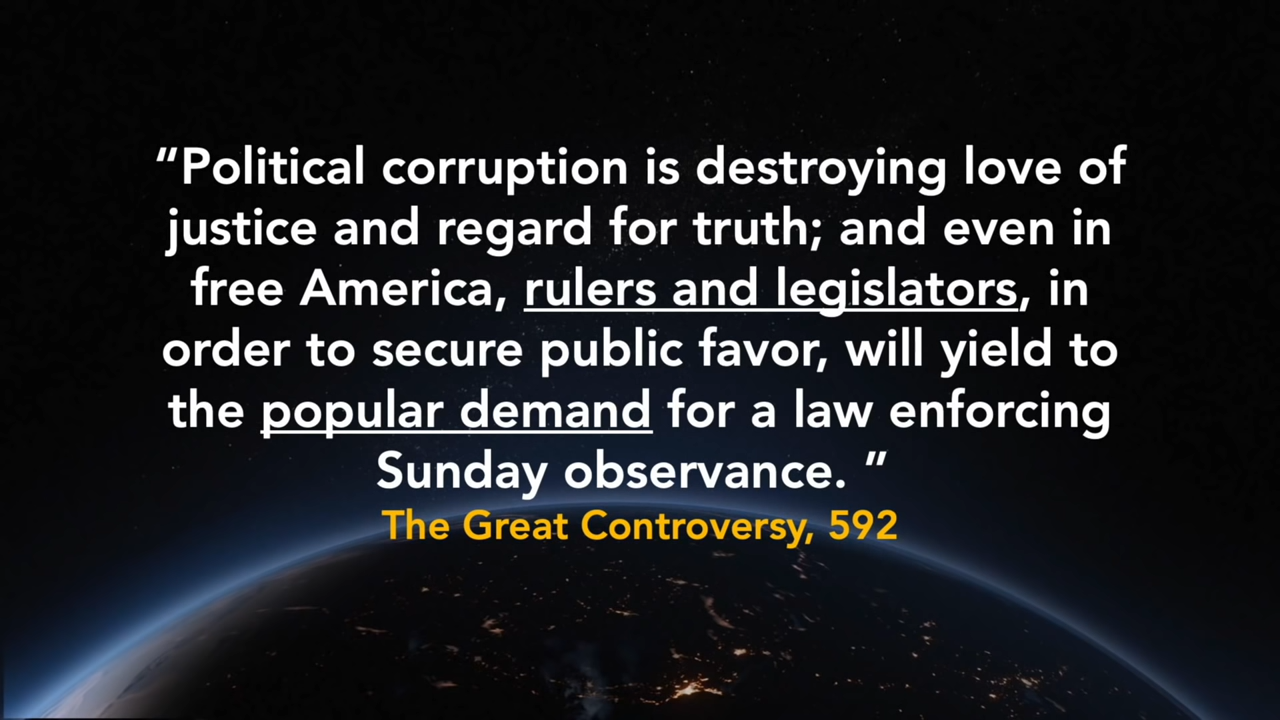 “Political corruption is destroying love of
justice and regard for truth; and even in
free America, rulers and legislators, in
order to secure public favor, will yield to
the popular demand for a law enforcing
Sunday observance. ”
The Great Controversy, 592